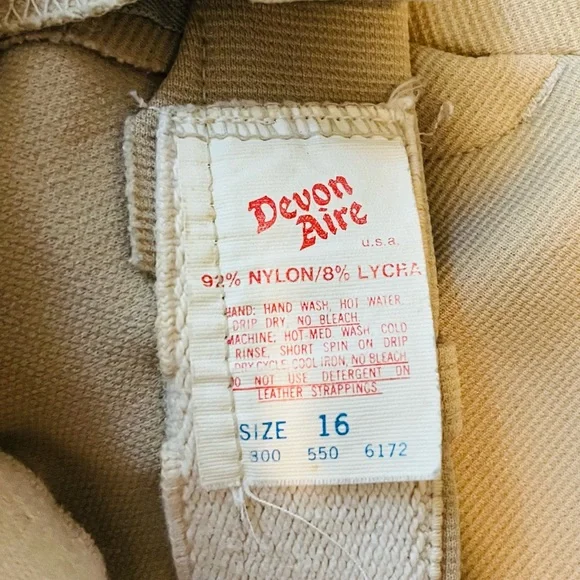 Devon
Aire
u.s.a.
92% NYLON/8% LYCRA
HAND: HAND WASH, HOT WATER,
DRIP DRY, NO BLEACH.
MACHINE: HOT-MED WASH, COLD
RINSE, SHORT SPIN ON DRIP
DRY CYCLE COOL IRON, NO BLEACH
DO NOT USE DETERGENT ON
LEATHER STRAPPINGS
SIZE 16
300 550 6172